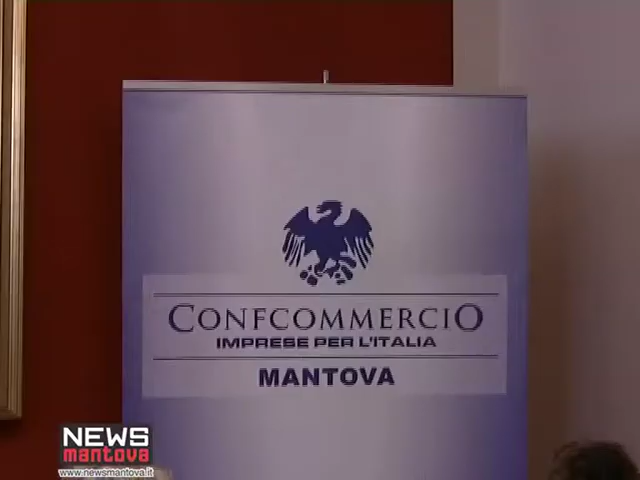 CONFCOMMERCIO
IMPRESE PER L'ITALIA
MANTOVA
NEWS
mantova
www.newsmantova.it